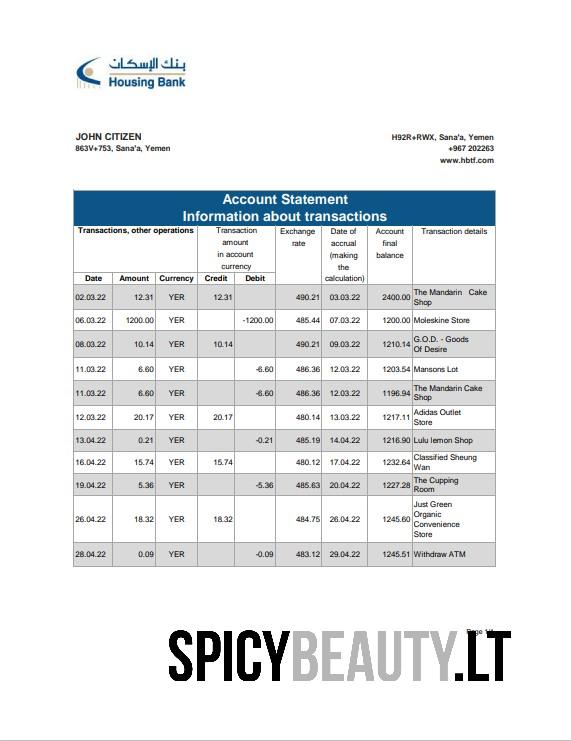 بنك الإسكان
Housing Bank
JOHN CITIZEN
863V+753, Sana'a, Yemen
H92R+RWX, Sana'a, Yemen
+967 202263
www.hbtf.com
Account Statement
Information about transactions
Transactions, other operations Transaction amount in account currency Exchange rate Date of accrual (making the calculation) Account final balance Transaction details
Date Amount Currency Credit Debit
02.03.22 12.31 YER 12.31 490.21 03.03.22 2400.00 The Mandarin Cake Shop
06.03.22 1200.00 YER -1200.00 485.44 07.03.22 1200.00 Moleskine Store
08.03.22 10.14 YER 10.14 490.21 09.03.22 1210.14 G.O.D. - Goods Of Desire
11.03.22 6.60 YER -6.60 486.36 12.03.22 1203.54 Mansons Lot
11.03.22 6.60 YER -6.60 486.36 12.03.22 1196.94 The Mandarin Cake Shop
12.03.22 20.17 YER 20.17 480.14 13.03.22 1217.11 Adidas Outlet Store
13.04.22 0.21 YER -0.21 485.19 14.04.22 1216.90 Lulu lemon Shop
16.04.22 15.74 YER 15.74 480.12 17.04.22 1232.64 Classified Sheung Wan
19.04.22 5.36 YER -5.36 485.63 20.04.22 1227.28 The Cupping Room
26.04.22 18.32 YER 18.32 484.75 26.04.22 1245.60 Just Green Organic Convenience Store
28.04.22 0.09 YER -0.09 483.12 29.04.22 1245.51 Withdraw ATM
Page
SPICYBEAUTY.LT